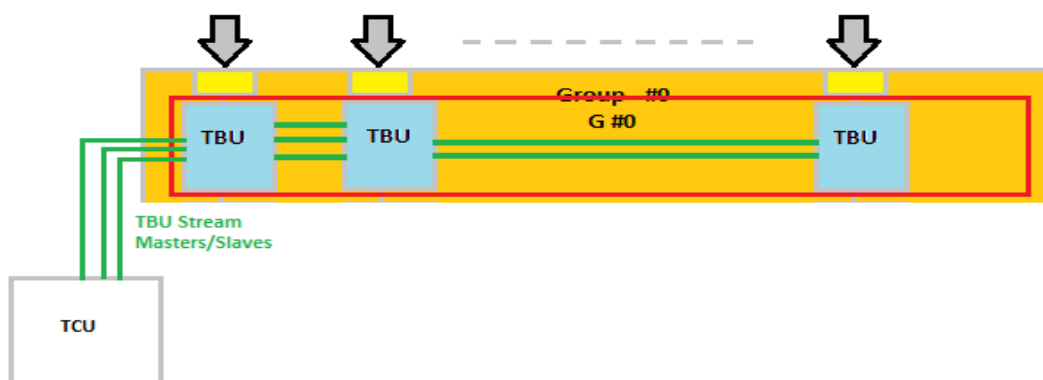 Group #0
G #0
TBU
TBU
TBU
TBU Stream
Masters/Slaves
TCU